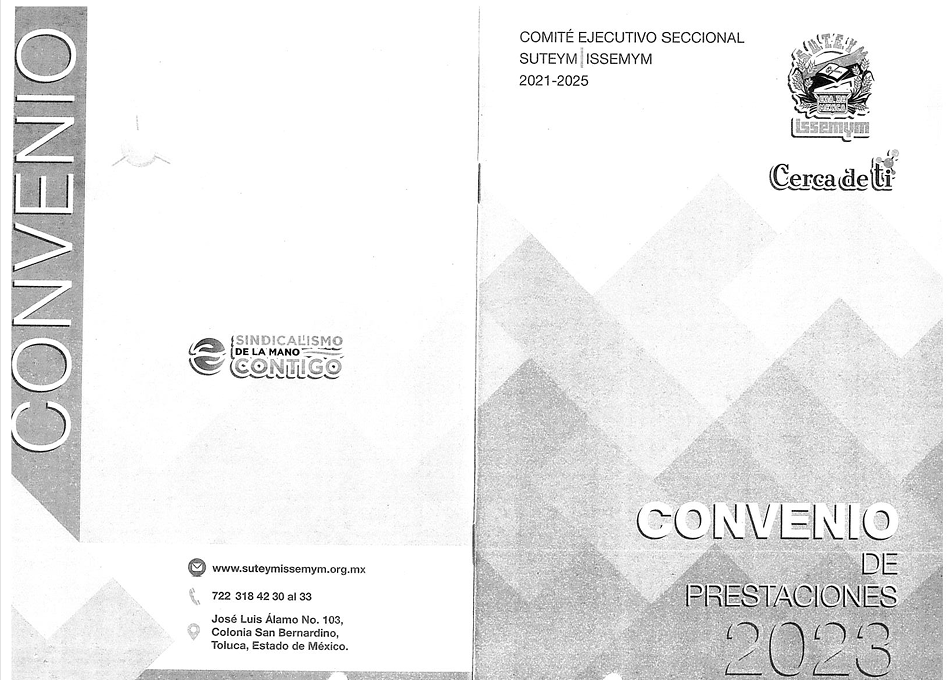 CONVENIO
SINDICALISMO
DE LA MANO
CONTIGO
www.suteymissemym.org.mx
722 318 42 30 al 33
José Luis Álamo No. 103,
Colonia San Bernardino,
Toluca, Estado de México.
COMITÉ EJECUTIVO SECCIONAL
SUTEYM|ISSEMYM
2021-2025
SUTEYM
issemym
Cerca de ti
CONVENIO
DE
PRESTACIONES
2023